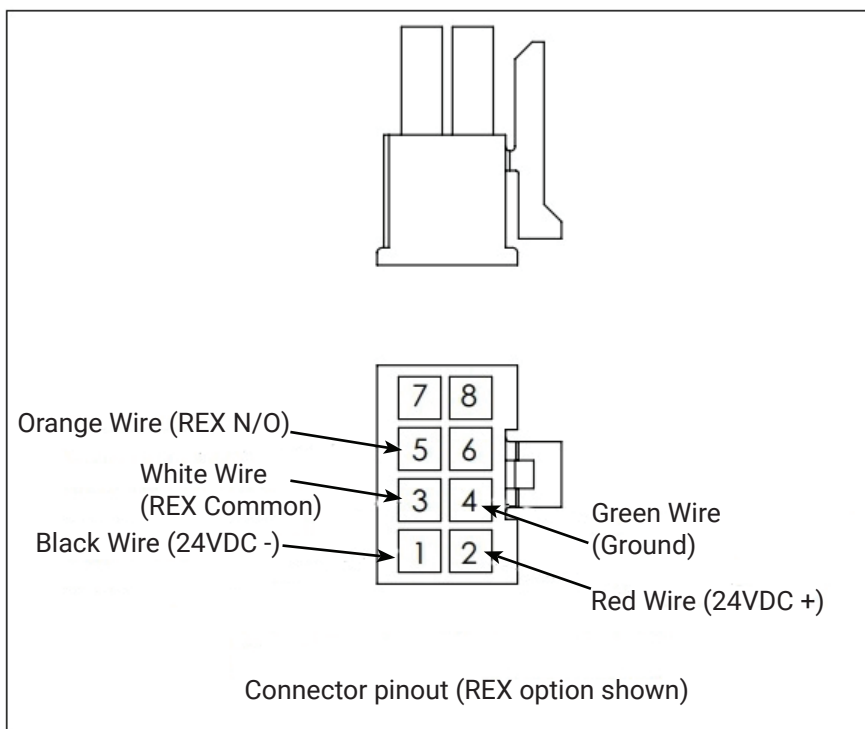 7 8
Orange Wire (REX N/O)
5 6
White Wire
(REX Common)
3 4
Green Wire
(Ground)
Black Wire (24VDC -)
1 2
Red Wire (24VDC +)
Connector pinout (REX option shown)